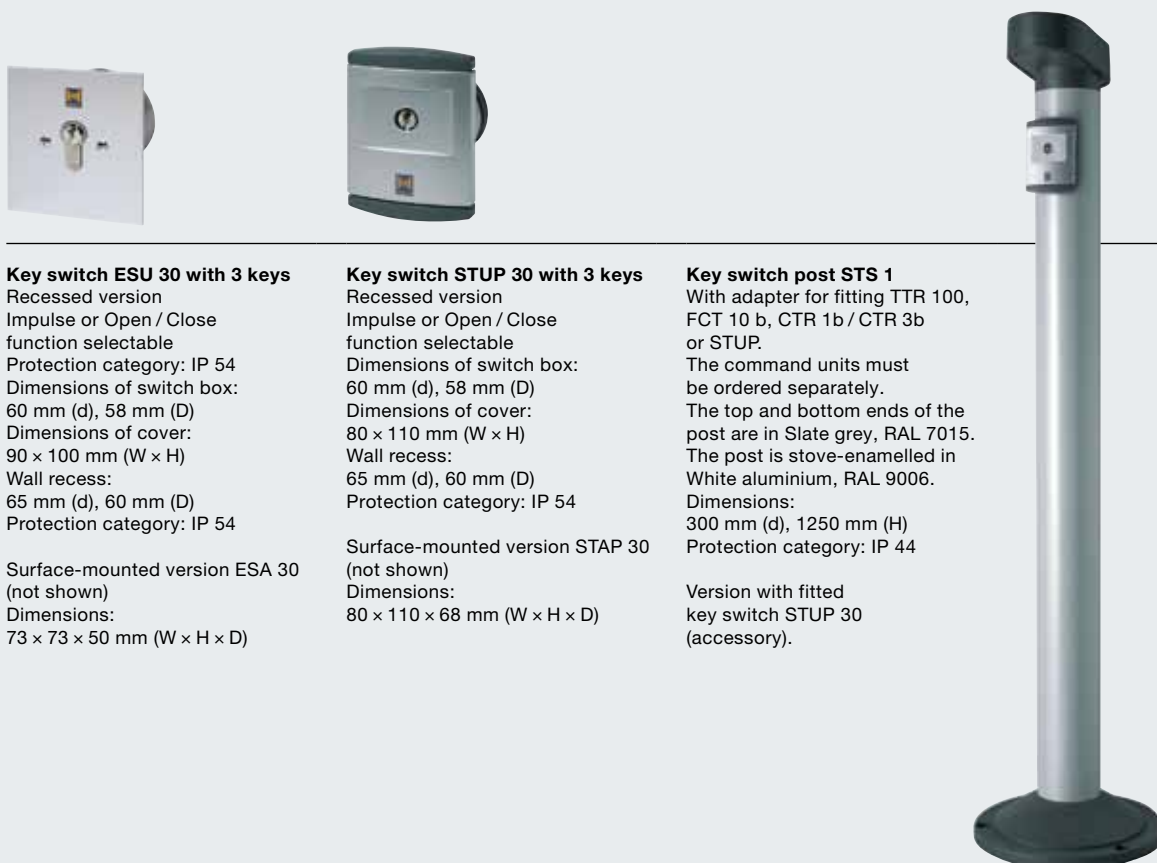 Key switch ESU 30 with 3 keys
Recessed version
Impulse or Open / Close
function selectable
Protection category: IP 54
Dimensions of switch box:
60 mm (d), 58 mm (D)
Dimensions of cover:
90 × 100 mm (W × H)
Wall recess:
65 mm (d), 60 mm (D)
Protection category: IP 54
Surface-mounted version ESA 30
(not shown)
Dimensions:
73 × 73 × 50 mm (W × H × D)
Key switch STUP 30 with 3 keys
Recessed version
Impulse or Open / Close
function selectable
Dimensions of switch box:
60 mm (d), 58 mm (D)
Dimensions of cover:
80 × 110 mm (W × H)
Wall recess:
65 mm (d), 60 mm (D)
Protection category: IP 54
Surface-mounted version STAP 30
(not shown)
Dimensions:
80 × 110 × 68 mm (W × H × D)
Key switch post STS 1
With adapter for fitting TTR 100,
FCT 10 b, CTR 1b / CTR 3b
or STUP.
The command units must
be ordered separately.
The top and bottom ends of the
post are in Slate grey, RAL 7015.
The post is stove-enamelled in
White aluminium, RAL 9006.
Dimensions:
300 mm (d), 1250 mm (H)
Protection category: IP 44
Version with fitted
key switch STUP 30
(accessory).